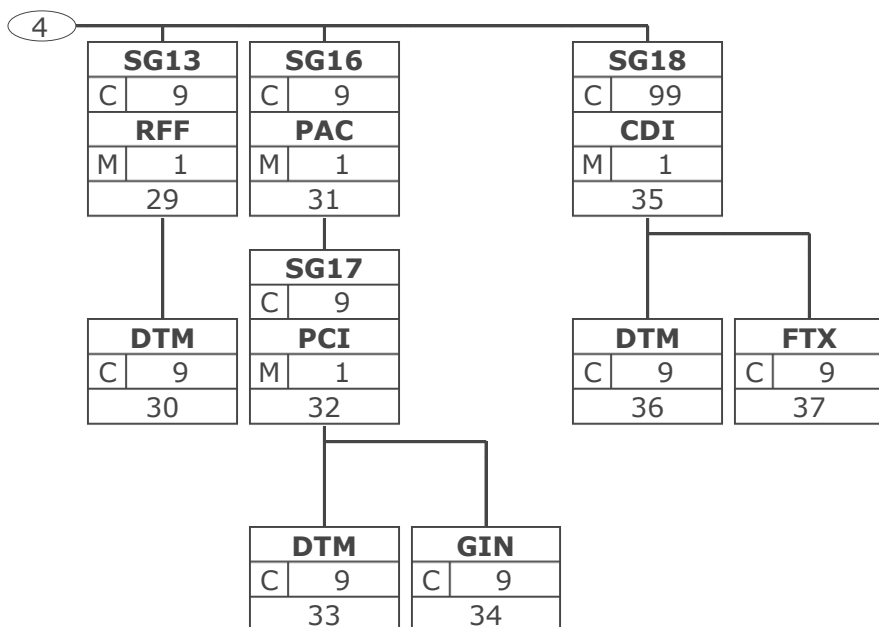 4
SG13
C 9
RFF
M 1
29
SG16
C 9
PAC
M 1
31
SG18
C 99
CDI
M 1
35
SG17
C 9
PCI
M 1
32
DTM
C 9
30
DTM
C 9
36
FTX
C 9
37
DTM
C 9
33
GIN
C 9
34